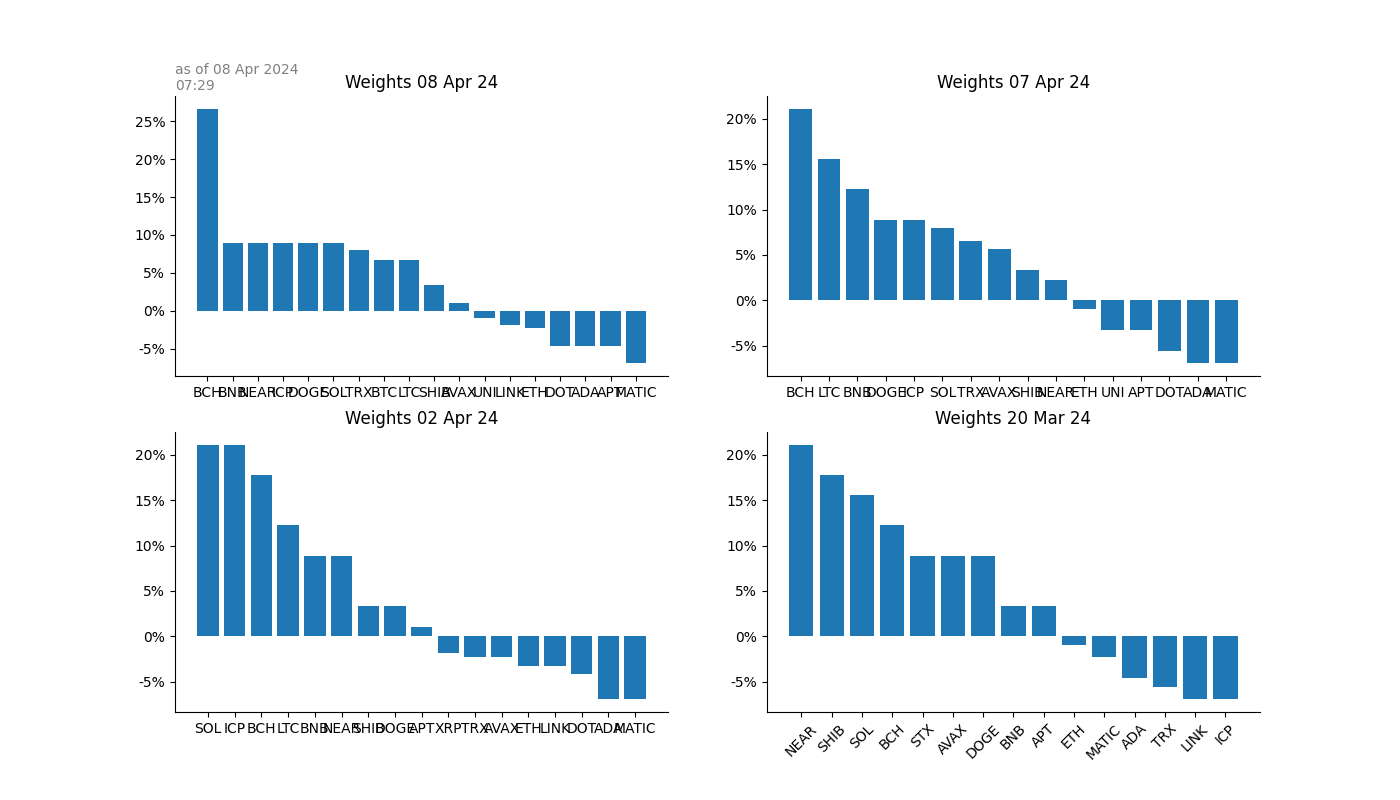 as of 08 Apr 2024
07:29
Weights 08 Apr 24
25%
20%
15%
10%
5%
0%
-5%
BCH BNB NEAR ICP DOGE SOL TRX BTC LTC SHIB AVAX UNI LINK ETH DOT ADA APT MATIC
Weights 07 Apr 24
20%
15%
10%
5%
0%
-5%
BCH LTC BNB DOGE ICP SOL TRX AVAX SHIB NEAR ETH UNI APT DOT ADA MATIC
Weights 02 Apr 24
20%
15%
10%
5%
0%
-5%
SOL ICP BCH LTC BNB NEAR SHIB DOGE APT XRP TRX AVAX ETH LINK DOT ADA MATIC
Weights 20 Mar 24
20%
15%
10%
5%
0%
-5%
NEAR SHIB SOL BCH STX AVAX DOGE BNB APT ETH MATIC ADA TRX LINK ICP